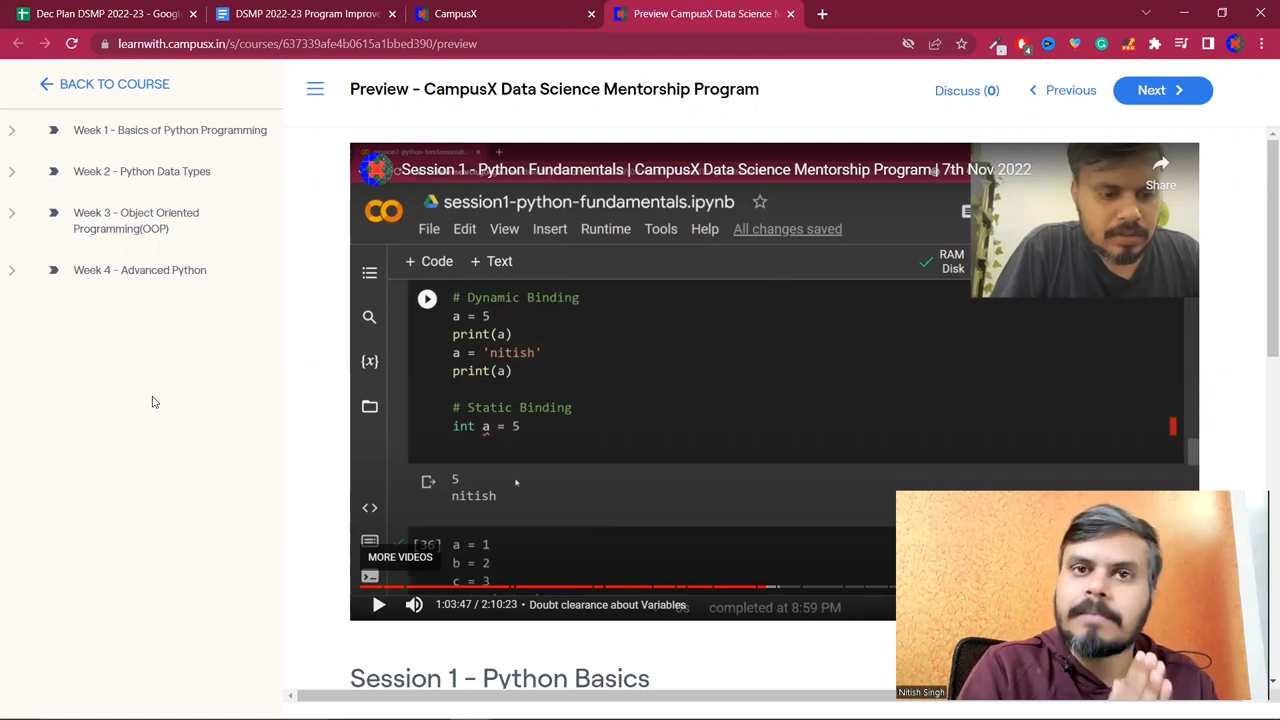 Dec Plan DSMP 2022-23 - Googl
DSMP 2022-23 Program Improve
CampusX
Preview CampusX Data Science M
learnwith.campusx.in/s/courses/637339afe4b0615a1bbed390/preview
4
BACK TO COURSE
Preview - CampusX Data Science Mentorship Program
Discuss (0)
Previous
Next
Week 1 - Basics of Python Programming
Week 2 - Python Data Types
Week 3 - Object Oriented
Programming(OOP)
Week 4 - Advanced Python
Session 1 - Python Fundamentals | CampusX Data Science Mentorship Program | 7th Nov 2022
Share
session1-python-fundamentals.ipynb
File Edit View Insert Runtime Tools Help All changes saved
+ Code + Text
RAM
Disk
# Dynamic Binding
a = 5
print(a)
a = 'nitish'
print(a)
# Static Binding
int a = 5
{x}
5
nitish
<>
[36] a = 1
b = 2
c = 3
MORE VIDEOS
1:03:47 / 2:10:23 • Doubt clearance about Variables
completed at 8:59 PM
Nitish Singh
Session 1 - Python Basics